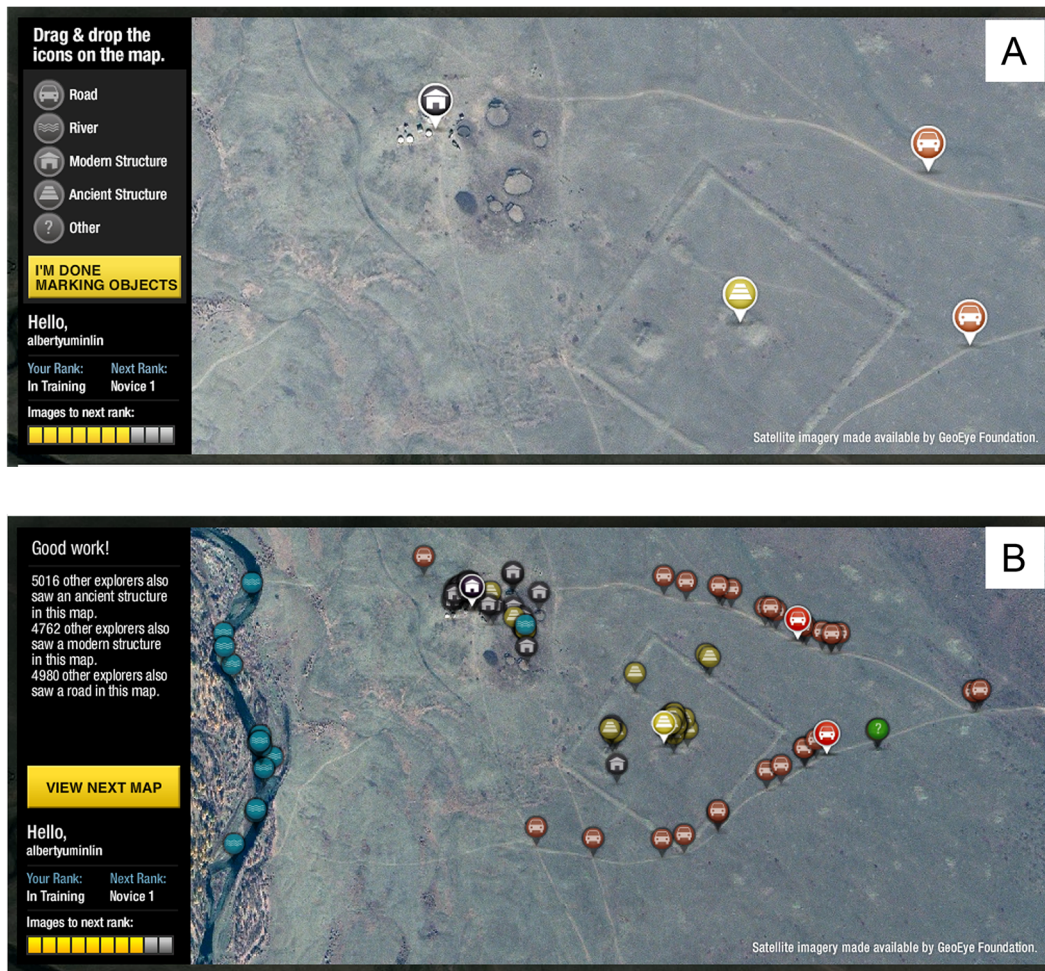 Drag & drop the
icons on the map.
Road
River
Modern Structure
Ancient Structure
? Other
I'M DONE
MARKING OBJECTS
Hello,
albertyuminlin
Your Rank: Next Rank:
In Training Novice 1
Images to next rank:
A
Satellite imagery made available by GeoEye Foundation.
Good work!
5016 other explorers also
saw an ancient structure
in this map.
4762 other explorers also
saw a modern structure
in this map.
4980 other explorers also
saw a road in this map.
VIEW NEXT MAP
Hello,
albertyuminlin
Your Rank: Next Rank:
In Training Novice 1
Images to next rank:
B
?
Satellite imagery made available by GeoEye Foundation.